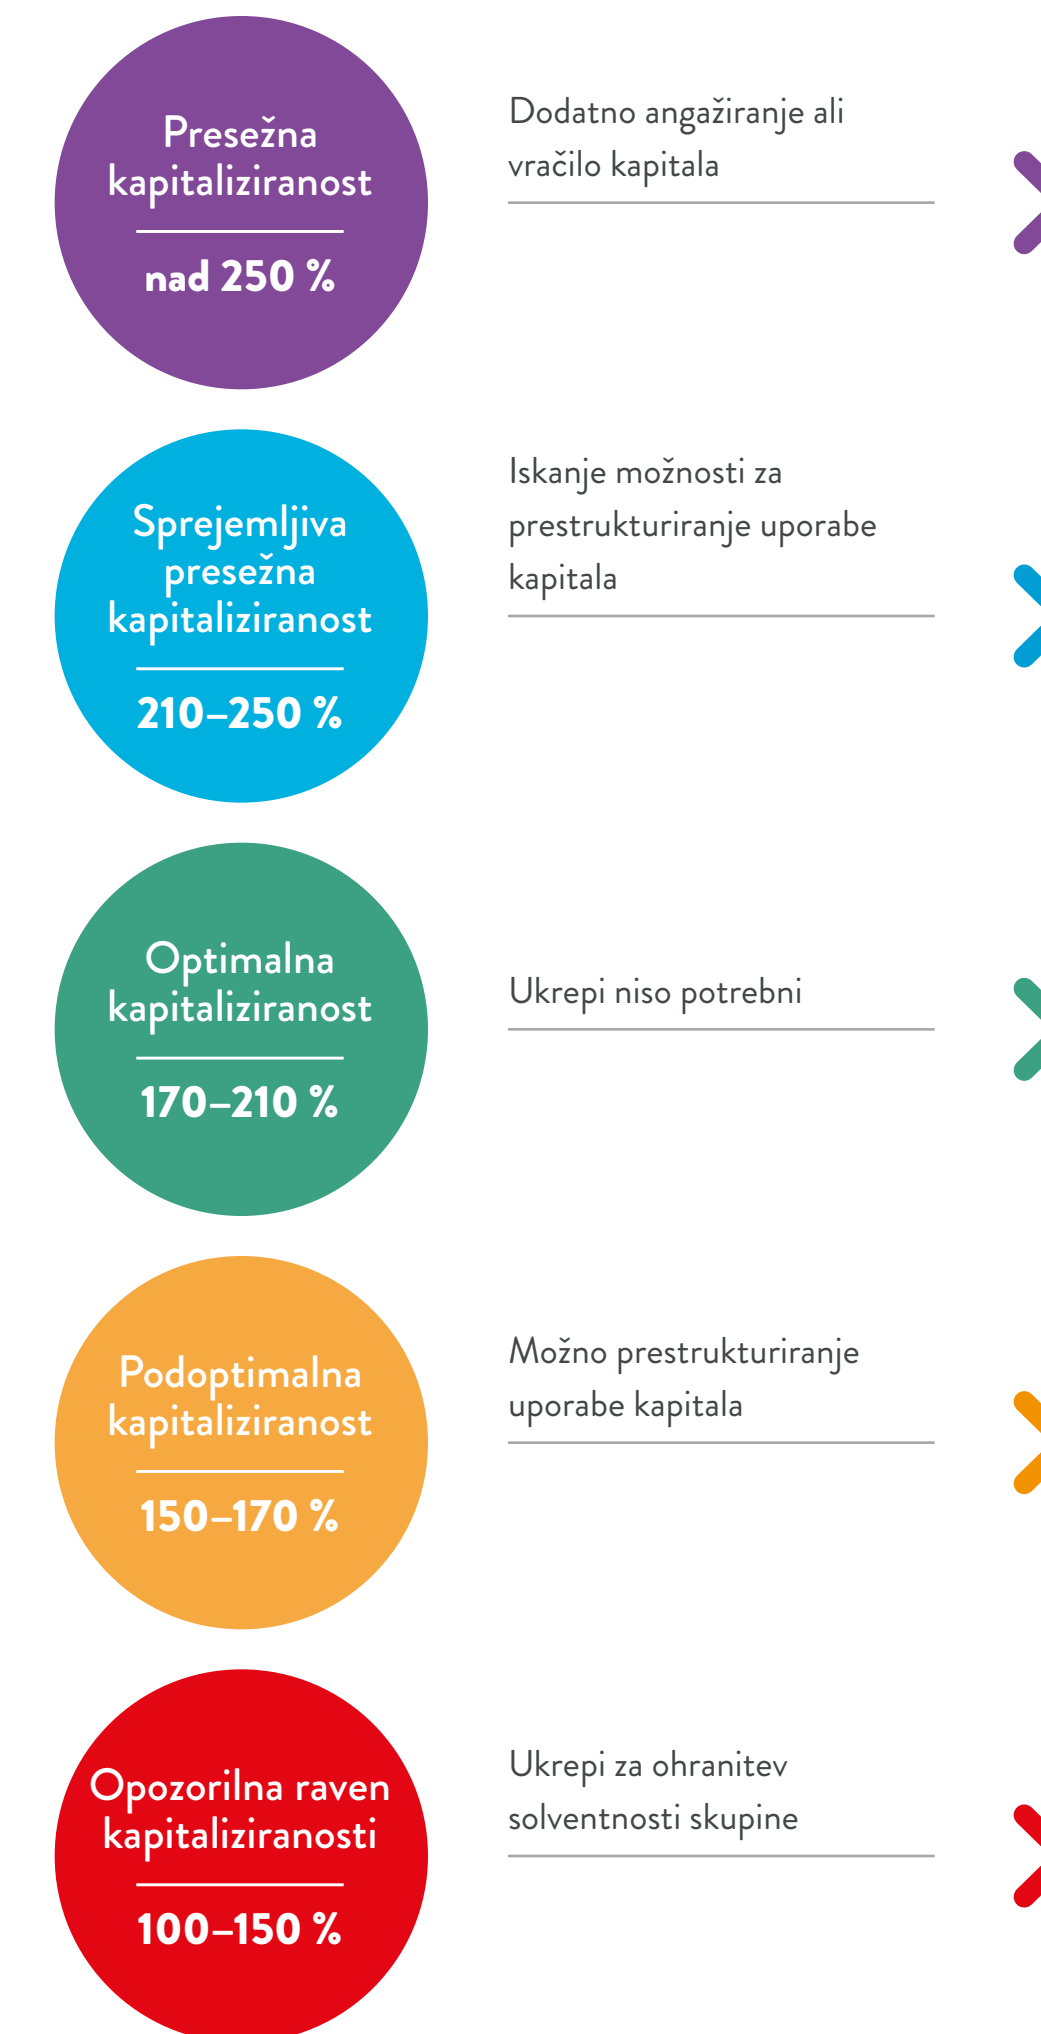 Presežna
kapitaliziranost
nad 250 %
Dodatno angažiranje ali
vračilo kapitala
Sprejemljiva
presežna
kapitaliziranost
210–250 %
Iskanje možnosti za
prestrukturiranje uporabe
kapitala
Optimalna
kapitaliziranost
170–210 %
Ukrepi niso potrebni
Podoptimalna
kapitaliziranost
150–170 %
Možno prestrukturiranje
uporabe kapitala
Opozorilna raven
kapitaliziranosti
100–150 %
Ukrepi za ohranitev
solventnosti skupine